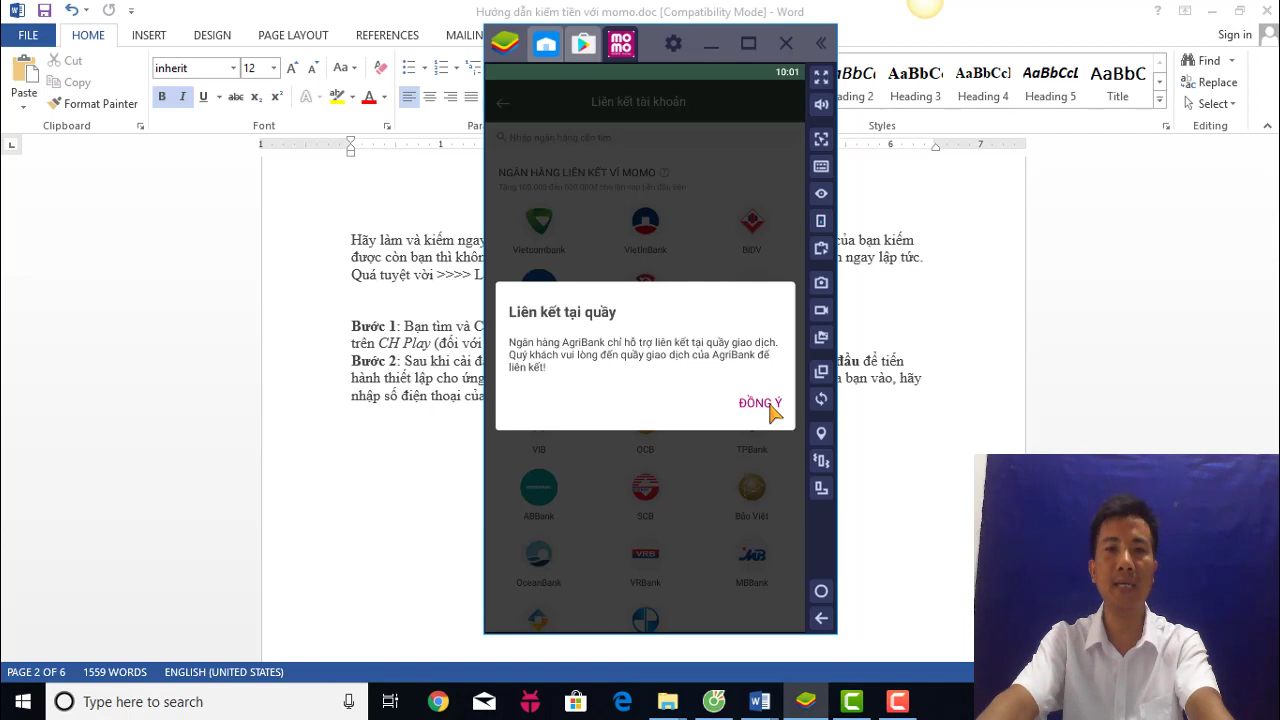 Hướng dẫn kiếm tiền với momo.doc [Compatibility Mode] - Word
FILE HOME INSERT DESIGN PAGE LAYOUT REFERENCES MAILIN
Sign in
Paste
Cut
Copy
Format Painter
Clipboard
inherit 12
Font
Heading 2 Heading 3 Heading 4 Heading 5 Title
Styles
Find
Replace
Select
Editing
mo
mo
10:01
Liên kết tài khoản
Nhập ngân hàng cần tìm
NGÂN HÀNG LIÊN KẾT VÍ MOMO
Vietcombank VietinBank BIDV
Liên kết tại quầy
Ngân hàng AgriBank chỉ hỗ trợ liên kết tại quầy giao dịch.
Quý khách vui lòng đến quầy giao dịch của AgriBank để
liên kết!
ĐỒNG Ý
VIB OCB TPBank
ABBank SCB Bảo Việt
OceanBank VRBank MBBank
Hãy làm và kiếm ngay của bạn kiếm
được còn bạn thì khôn ngay lập tức.
Quá tuyệt vời >>>> L
Bước 1: Bạn tìm và C
trên CH Play (đối với
Bước 2: Sau khi cài đ đầu để tiến
hành thiết lập cho ứng a bạn vào, hãy
nhập số điện thoại của
PAGE 2 OF 6 1559 WORDS ENGLISH (UNITED STATES)
Type here to search